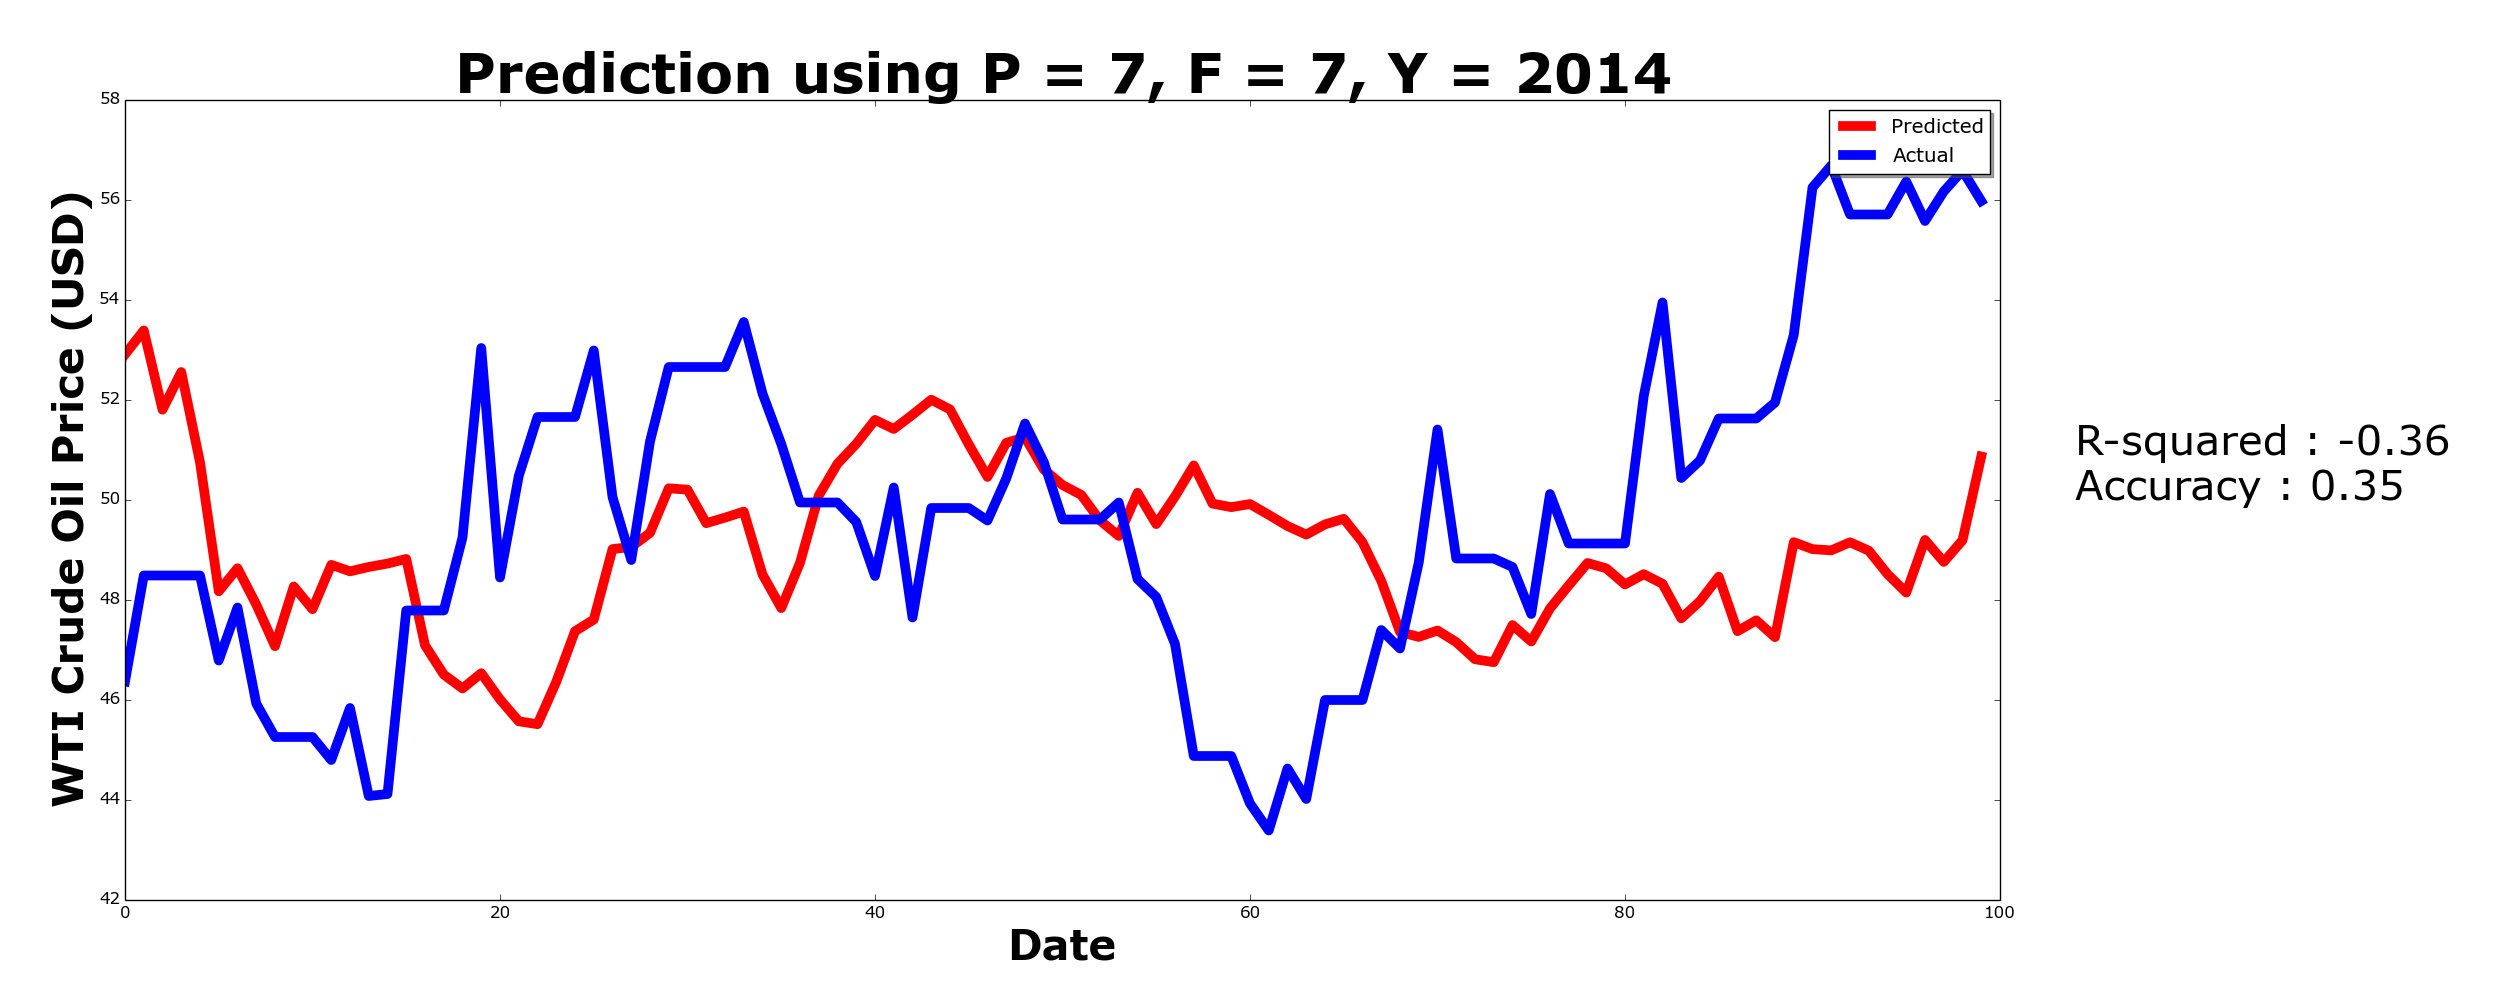 Prediction using P = 7, F = 7, Y = 2014
58
56
54
52
50
48
46
44
42
WTI Crude Oil Price (USD)
Predicted
Actual
R-squared : -0.36
Accuracy : 0.35
0 20 40 60 80 100
Date